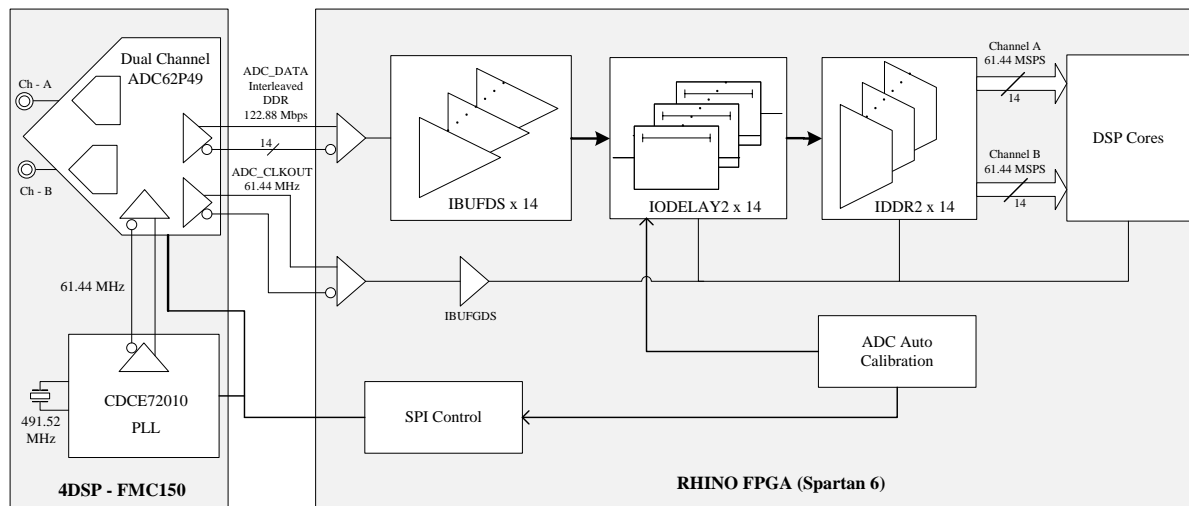 Dual Channel
ADC62P49
Ch - A
Ch - B
ADC_DATA
Interleaved
DDR
122.88 Mbps
14
ADC_CLKOUT
61.44 MHz
IBUFDS x 14
IODELAY2 x 14
IDDR2 x 14
Channel A
61.44 MSPS
14
Channel B
61.44 MSPS
14
DSP Cores
61.44 MHz
IBUFGDS
ADC Auto
Calibration
SPI Control
CDCE72010
PLL
491.52
MHz
4DSP - FMC150
RHINO FPGA (Spartan 6)